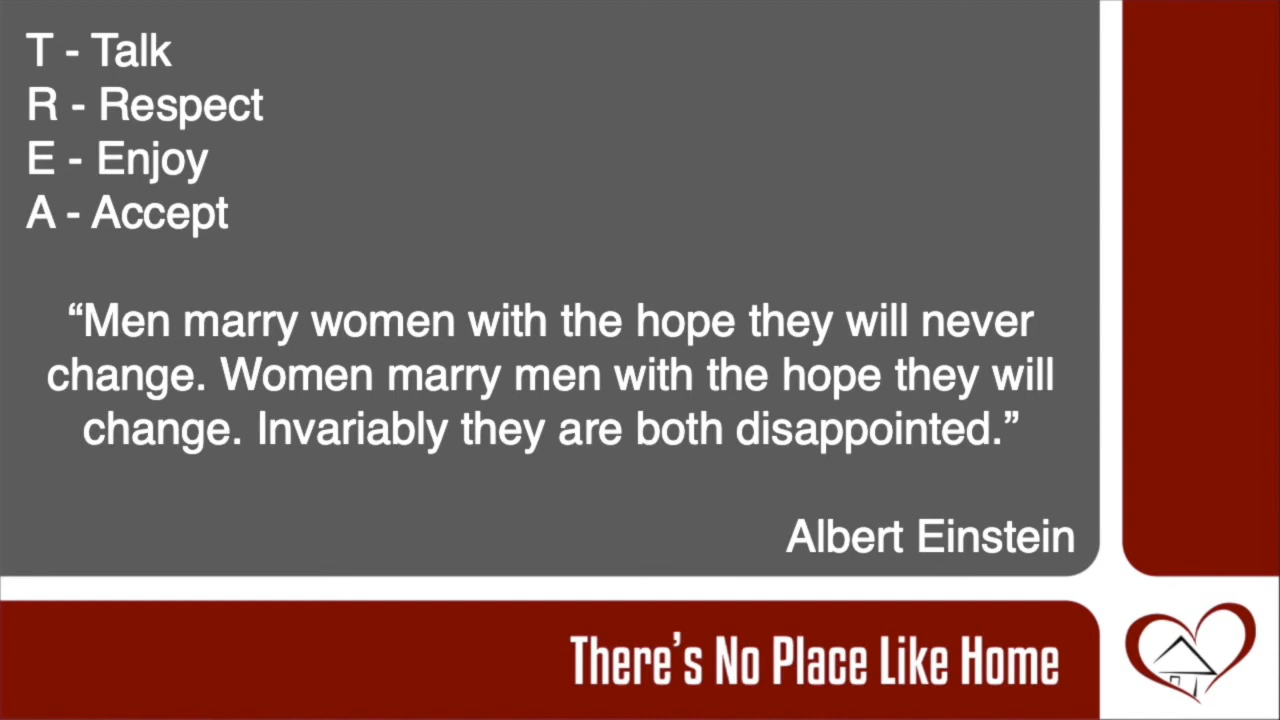 T - Talk
R - Respect
E - Enjoy
A - Accept
“Men marry women with the hope they will never
change. Women marry men with the hope they will
change. Invariably they are both disappointed.”
Albert Einstein
There’s No Place Like Home